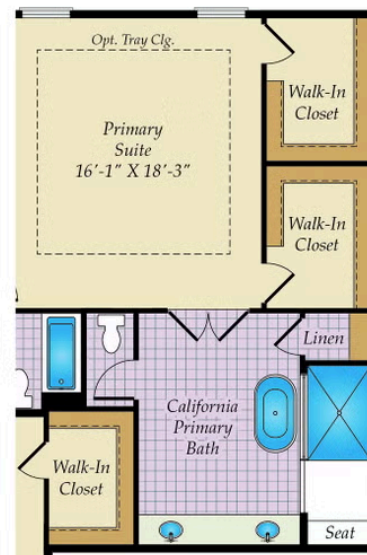 Opt. Tray Clg.
Primary
Suite
16'-1" X 18'-3"
Walk-In
Closet
Walk-In
Closet
Linen
California
Primary
Bath
Walk-In
Closet
Seat